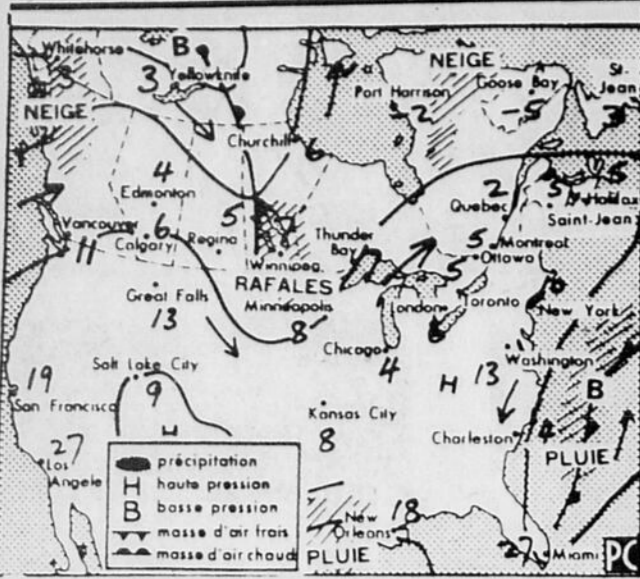 Whitehorse B NEIGE
3 Yellowknife Port Harrison Goose Bay St-
-2 -5 Jean
NEIGE 3
Churchill 6
4
Edmonton 2 5 5
Quebec Halifax
Vancouver 6 5 Thunder Saint-Jean
11 Calgary Regina Bay 5 Montreal
Winnipeg 5 Ottawa
RAFALES
Great Falls Minneapolis London Toronto New York
13 8 6
Chicago Washington
Salt Lake City 4 H 13
19 9 B
San Francisco Kansas City
H 8 Charleston
27 PLUIE
Los
Angele
précipitation
H haute pression
B basse pression New 18
masse d'air frais Orleans
masse d'air chaud PLUIE 27 Miami PC